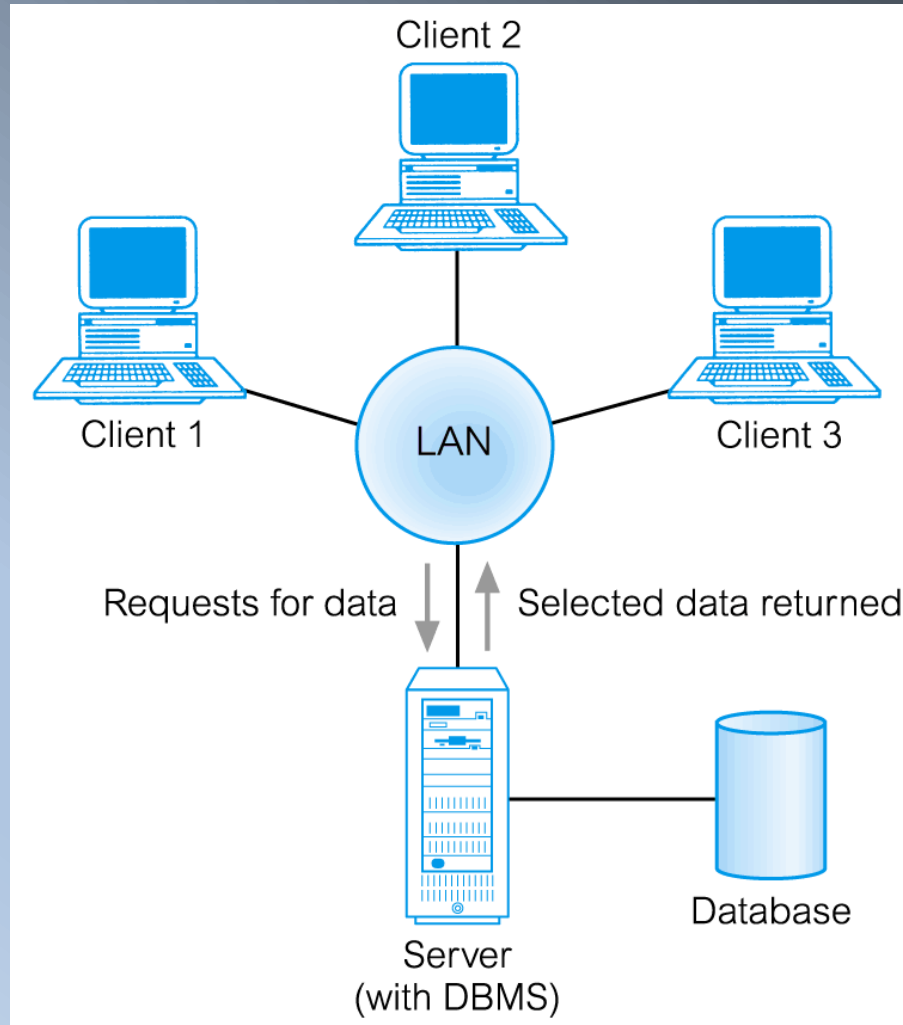 Client 2
Client 1
Client 3
LAN
Requests for data
Selected data returned
Database
Server
(with DBMS)